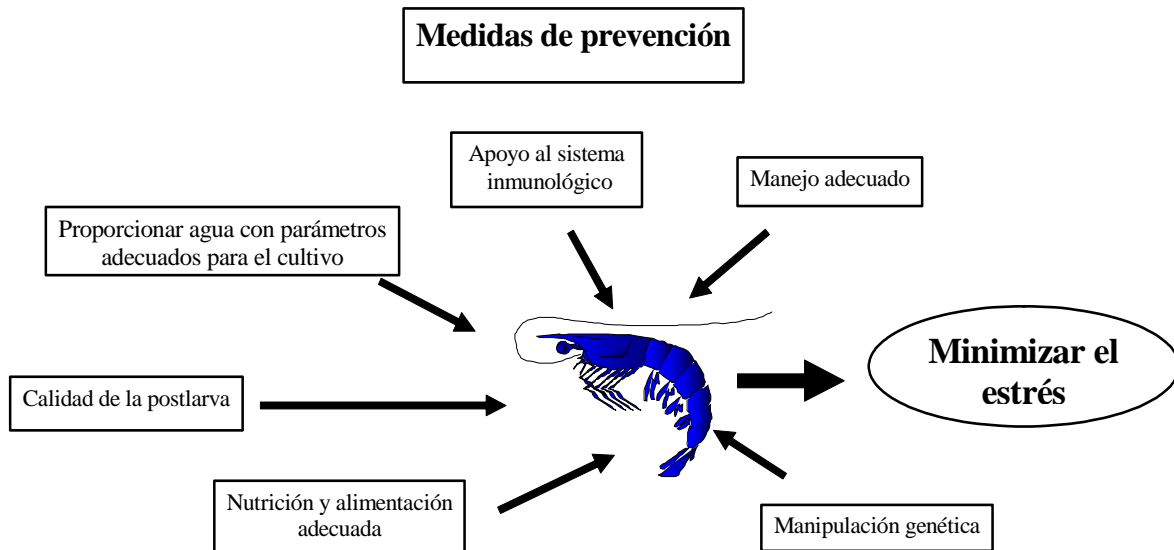 Medidas de prevención
Apoyo al sistema
inmunológico
Manejo adecuado
Proporcionar agua con parámetros
adecuados para el cultivo
Minimizar el
estrés
Calidad de la postlarva
Nutrición y alimentación
adecuada
Manipulación genética